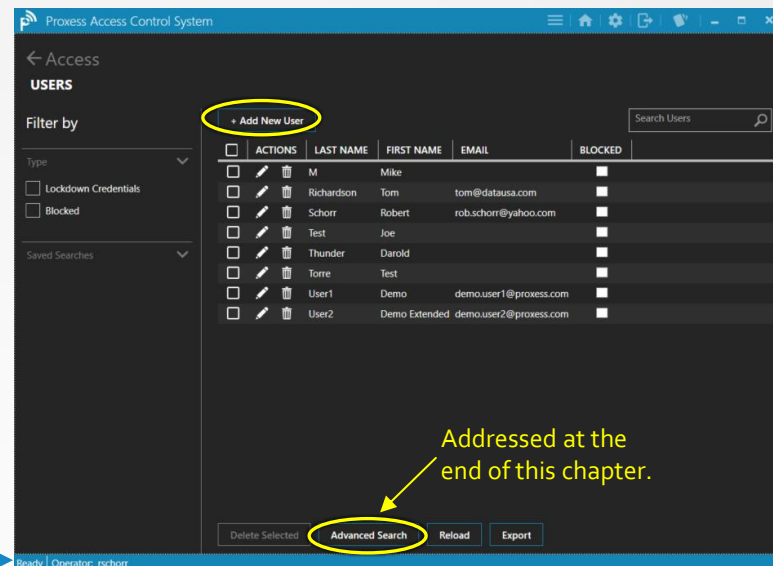 Proxess Access Control System
Access
USERS
Filter by
+ Add New User
Search Users
ACTIONS LAST NAME FIRST NAME EMAIL BLOCKED
Type
Lockdown Credentials
Blocked
Saved Searches
M Mike
Richardson Tom tom@datausa.com
Schorr Robert rob.schorr@yahoo.com
Test Joe
Thunder Darold
Torre Test
User1 Demo demo.user1@proxess.com
User2 Demo Extended demo.user2@proxess.com
Addressed at the
end of this chapter.
Delete Selected Advanced Search Reload Export
Ready Operator: rschorr